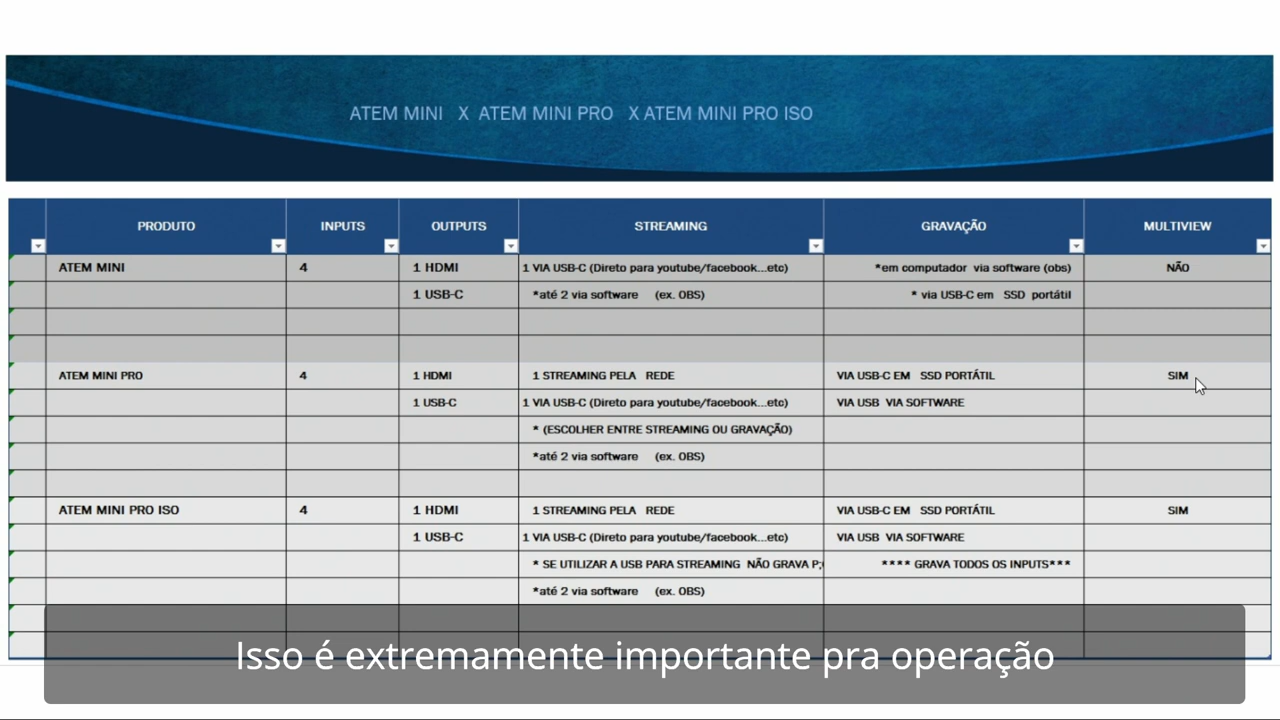 ATEM MINI X ATEM MINI PRO X ATEM MINI PRO ISO
PRODUTO INPUTS OUTPUTS STREAMING GRAVAÇÃO MULTIVIEW
ATEM MINI 4 1 HDMI 1 VIA USB-C (Direto para youtube/facebook...etc) *em computador via software (obs) NÃO
1 USB-C *até 2 via software (ex. OBS) * via USB-C em SSD portátil
ATEM MINI PRO 4 1 HDMI 1 STREAMING PELA REDE VIA USB-C EM SSD PORTÁTIL SIM
1 USB-C 1 VIA USB-C (Direto para youtube/facebook...etc) VIA USB VIA SOFTWARE
* (ESCOLHER ENTRE STREAMING OU GRAVAÇÃO)
*até 2 via software (ex. OBS)
ATEM MINI PRO ISO 4 1 HDMI 1 STREAMING PELA REDE VIA USB-C EM SSD PORTÁTIL SIM
1 USB-C 1 VIA USB-C (Direto para youtube/facebook...etc) VIA USB VIA SOFTWARE
* SE UTILIZAR A USB PARA STREAMING NÃO GRAVA **** GRAVA TODOS OS INPUTS***
*até 2 via software (ex. OBS)
Isso é extremamente importante pra operação